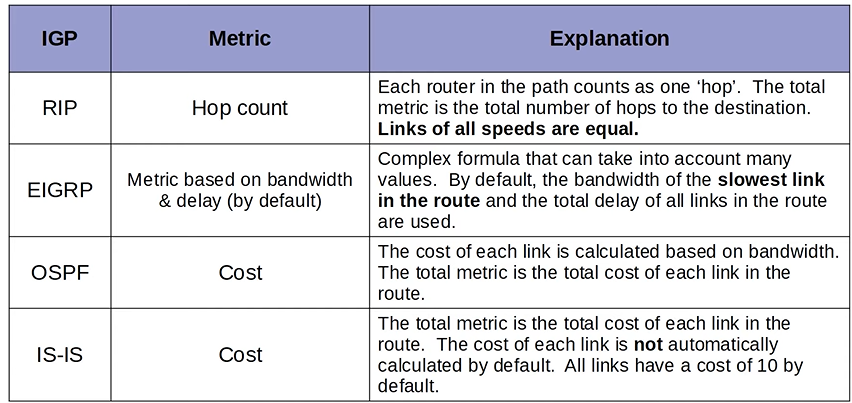 IGP
Metric
Explanation
RIP
Hop count
Each router in the path counts as one ‘hop’.  The total
metric is the total number of hops to the destination.
Links of all speeds are equal.
EIGRP
Metric based on bandwidth
& delay (by default)
Complex formula that can take into account many
values.  By default, the bandwidth of the slowest link
in the route and the total delay of all links in the route
are used.
OSPF
Cost
The cost of each link is calculated based on bandwidth.
The total metric is the total cost of each link in the
route.
IS-IS
Cost
The total metric is the total cost of each link in the
route.  The cost of each link is not automatically
calculated by default.  All links have a cost of 10 by
default.